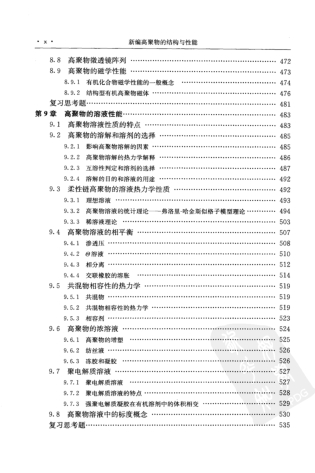 · x ·  新编高聚物的结构与性能
8.8 高聚物微透镜阵列 …… 472
8.9 高聚物的磁学性能 …… 473
8.9.1 有机化合物磁学性能的一般概念 …… 474
8.9.2 结构型有机高聚物磁体 …… 476
复习思考题 …… 481
第9章 高聚物的溶液性能 …… 483
9.1 高聚物溶液性质的特点 …… 485
9.2 高聚物的溶解和溶剂的选择 …… 485
9.2.1 影响高聚物溶解的因素 …… 485
9.2.2 高聚物溶解的热力学解释 …… 486
9.2.3 互溶性判定和溶剂的选择 …… 487
9.2.4 溶解的目的和溶液的用途 …… 492
9.3 柔性链高聚物的溶液热力学性质 …… 492
9.3.1 理想溶液 …… 493
9.3.2 高聚物溶液的统计理论——弗洛里-哈金斯似格子模型理论 …… 494
9.3.3 稀溶液理论 …… 503
9.4 高聚物溶液的相平衡 …… 507
9.4.1 渗透压 …… 508
9.4.2 θ溶液 …… 510
9.4.3 相分离 …… 512
9.4.4 交联橡胶的溶胀 …… 517
9.5 共混物相容性的热力学 …… 519
9.5.1 共混物 …… 519
9.5.2 相容性的热力学 …… 519
9.5.3 相容剂 …… 523
9.6 高聚物的浓溶液 …… 524
9.6.1 高聚物的增塑 …… 525
9.6.2 纺丝液 …… 526
9.6.3 冻胶和凝胶 …… 526
9.7 聚电解质溶液 …… 527
9.7.1 聚电解质溶液 …… 527
9.7.2 聚电解质溶液的特点 …… 528
9.7.3 强聚电解质凝胶在有机溶剂中的体积相变 …… 529
9.8 高聚物溶液中的标度概念 …… 530
复习思考题 …… 535